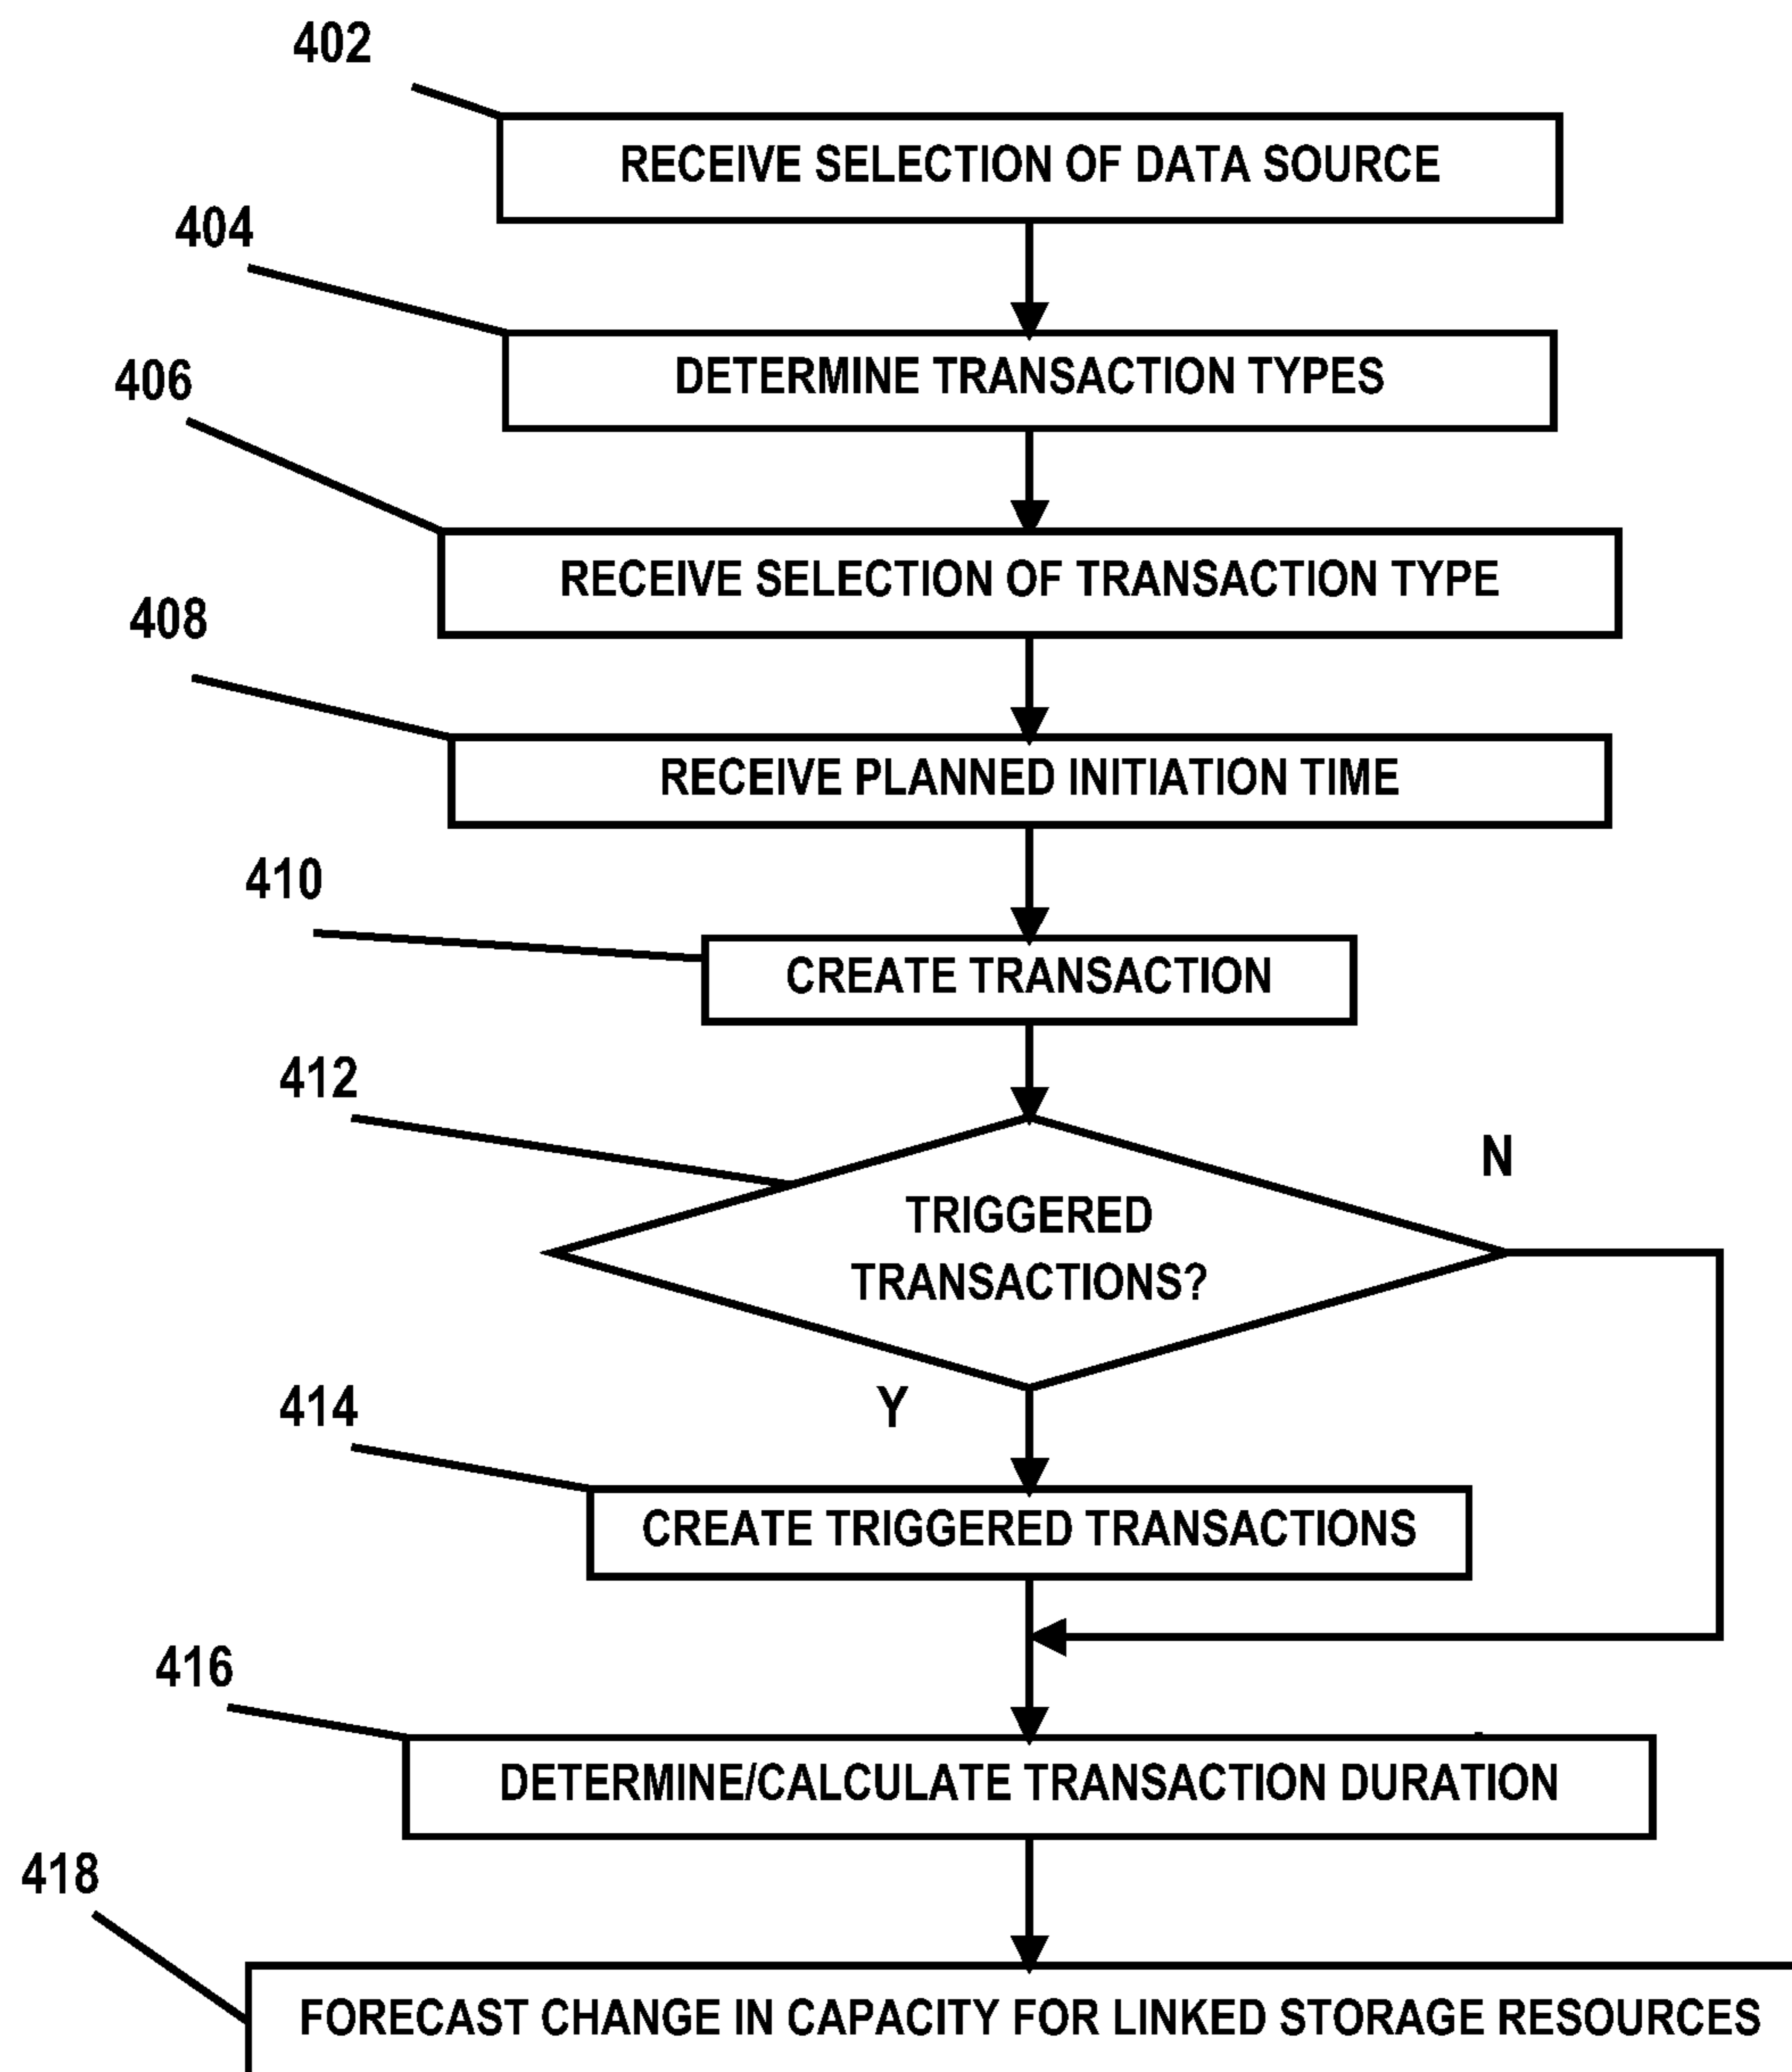 402
RECEIVE SELECTION OF DATA SOURCE
404
DETERMINE TRANSACTION TYPES
406
RECEIVE SELECTION OF TRANSACTION TYPE
408
RECEIVE PLANNED INITIATION TIME
410
CREATE TRANSACTION
412
N
TRIGGERED
TRANSACTIONS?
Y
414
CREATE TRIGGERED TRANSACTIONS
416
DETERMINE/CALCULATE TRANSACTION DURATION
418
FORECAST CHANGE IN CAPACITY FOR LINKED STORAGE RESOURCES